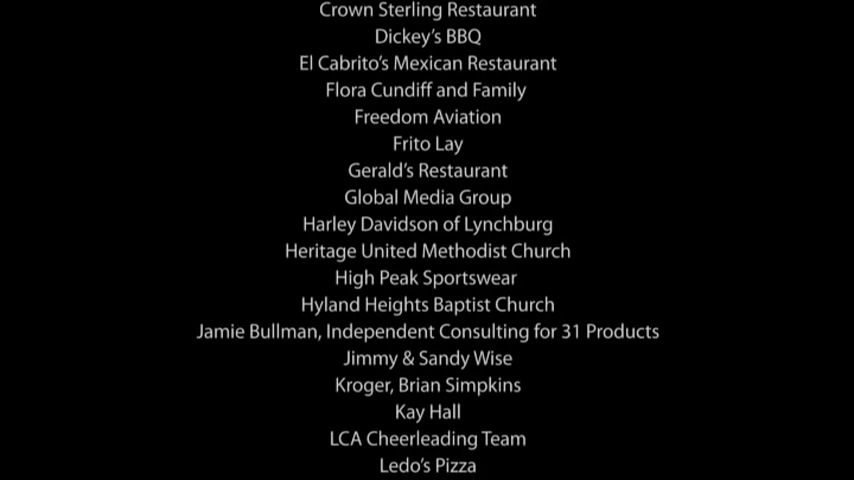 Crown Sterling Restaurant
Dickey's BBQ
El Cabrito's Mexican Restaurant
Flora Cundiff and Family
Freedom Aviation
Frito Lay
Gerald's Restaurant
Global Media Group
Harley Davidson of Lynchburg
Heritage United Methodist Church
High Peak Sportswear
Hyland Heights Baptist Church
Jamie Bullman, Independent Consulting for 31 Products
Jimmy & Sandy Wise
Kroger, Brian Simpkins
Kay Hall
LCA Cheerleading Team
Ledo's Pizza